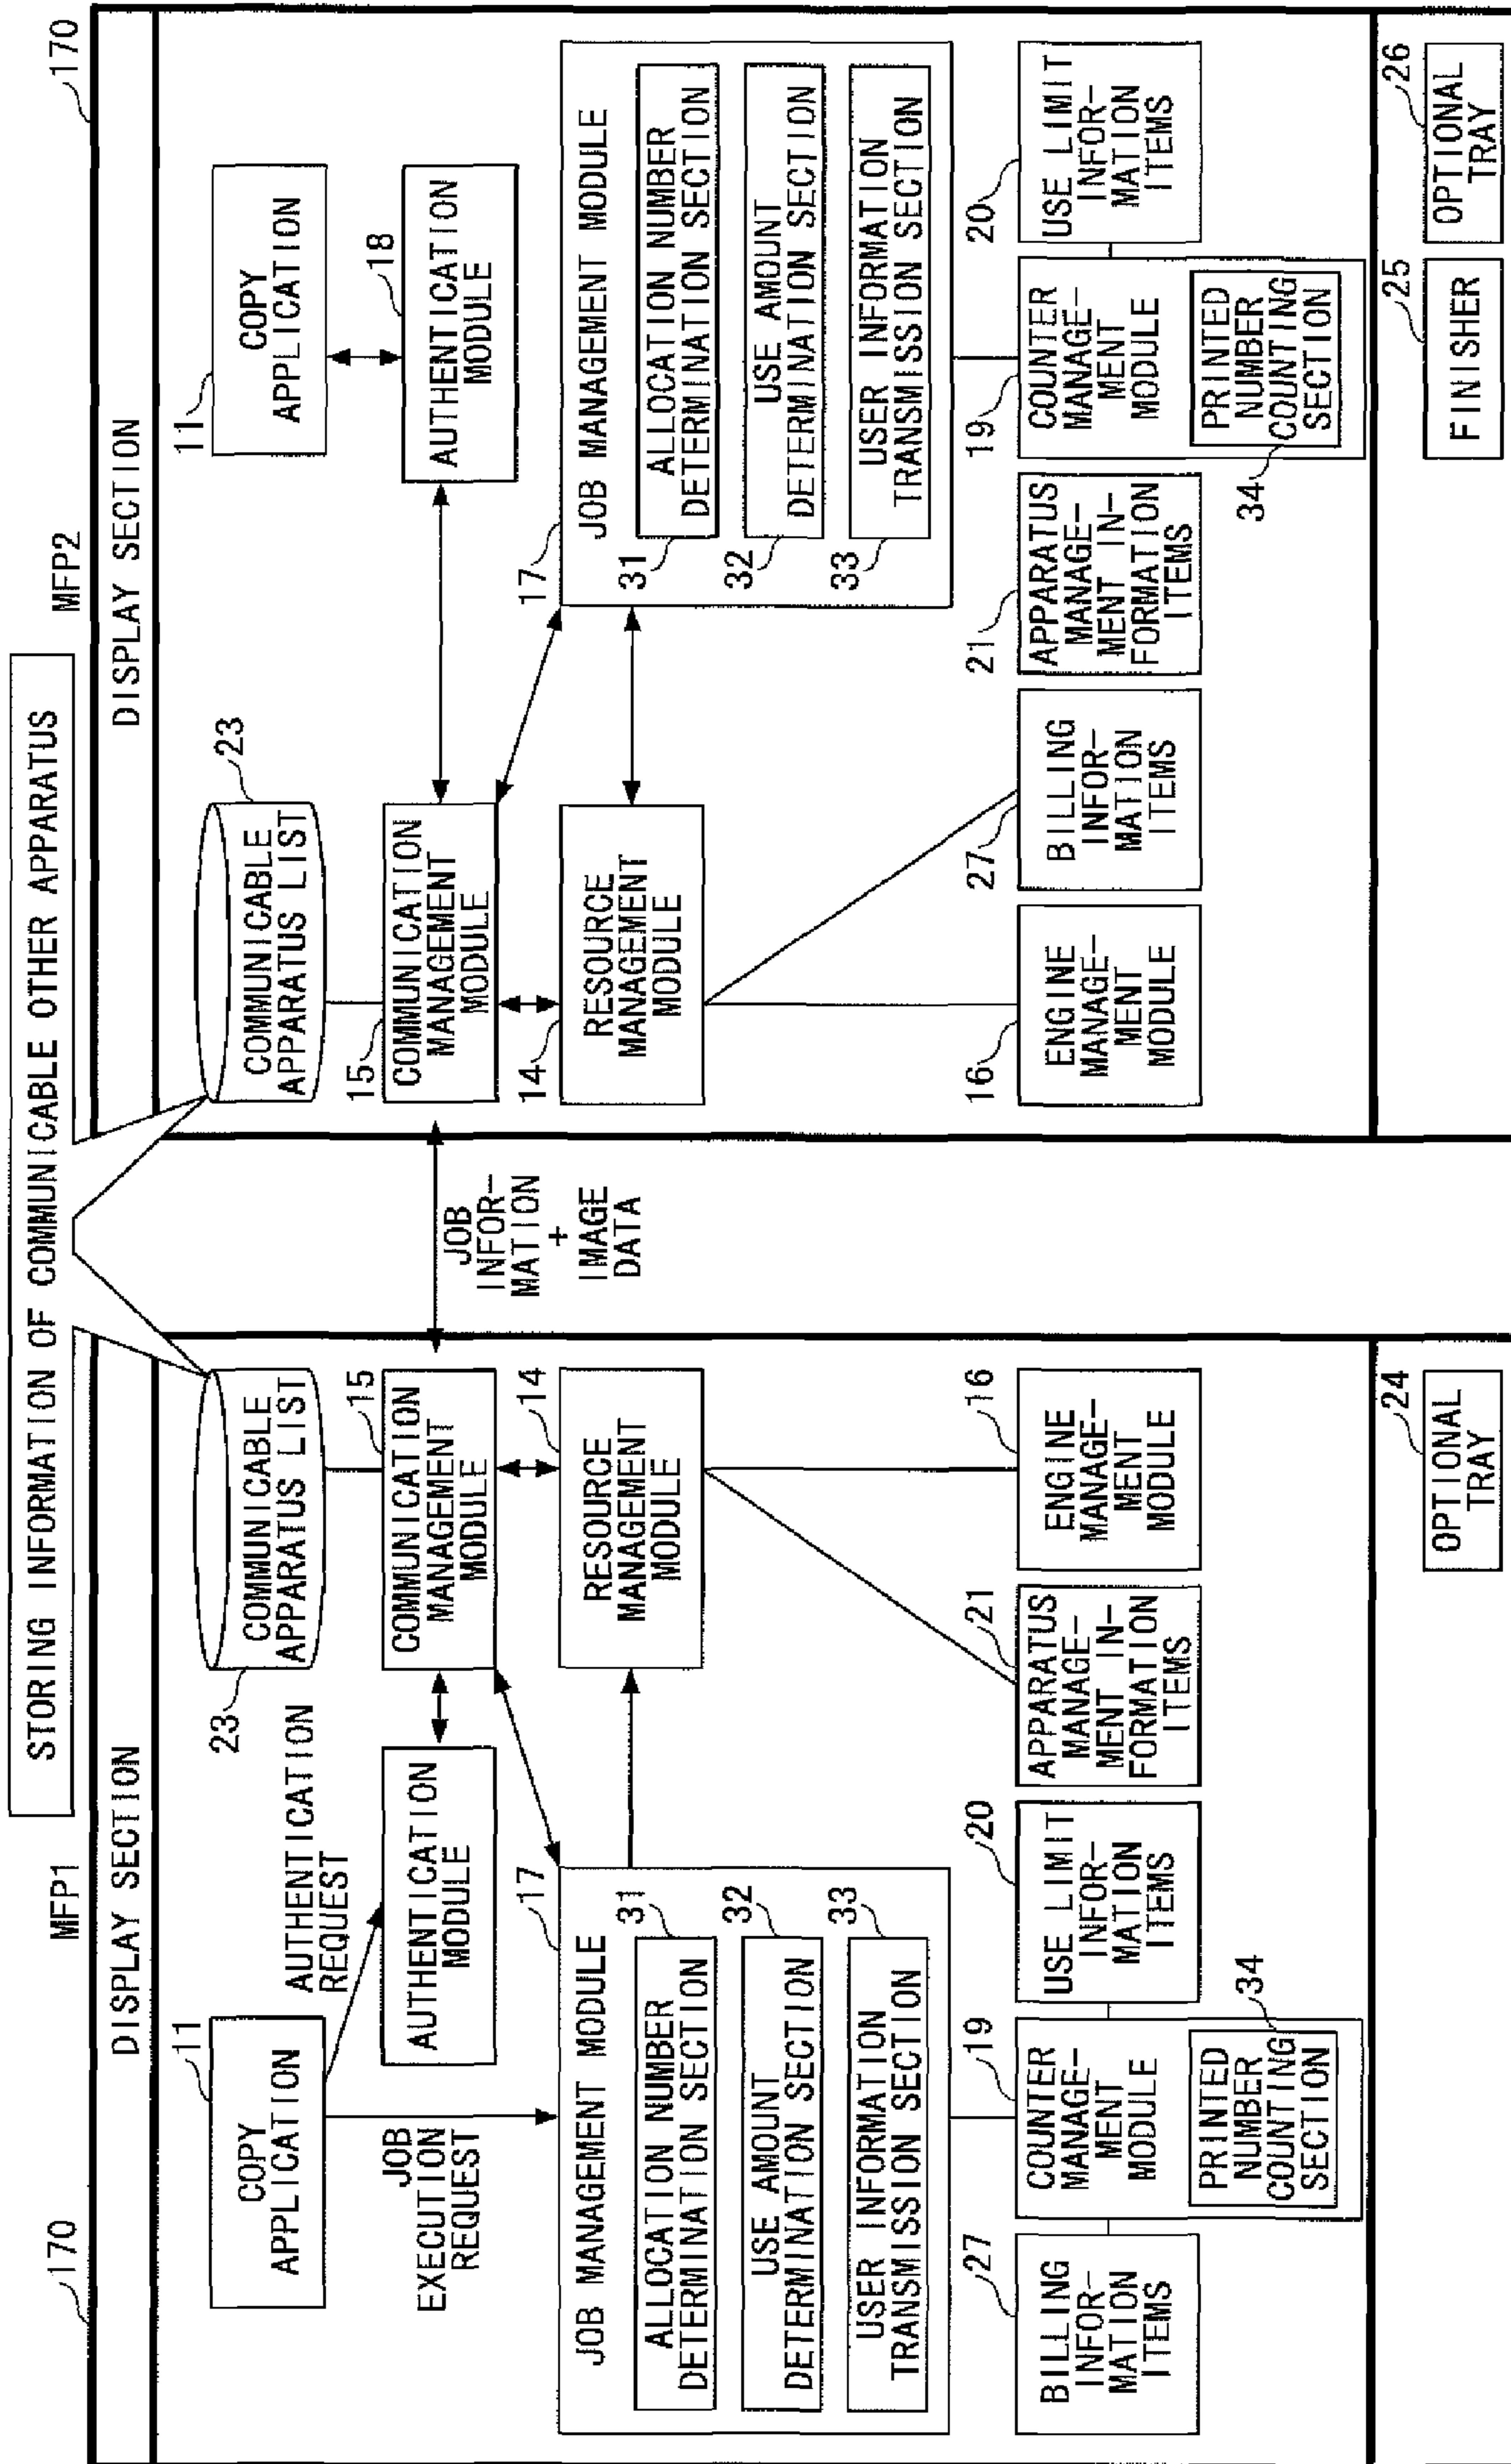 STORING INFORMATION OF COMMUNICABLE OTHER APPARATUS
170
MFP1
DISPLAY SECTION
11
COPY
APPLICATION
AUTHENTICATION
REQUEST
23
COMMUNICABLE
APPARATUS LIST
JOB
EXECUTION
REQUEST
AUTHENTICATION
MODULE
15
COMMUNICATION
MANAGEMENT
MODULE
17
JOB MANAGEMENT MODULE
31
ALLOCATION NUMBER
DETERMINATION SECTION
32
USE AMOUNT
DETERMINATION SECTION
33
USER INFORMATION
TRANSMISSION SECTION
14
RESOURCE
MANAGEMENT
MODULE
27
BILLING
INFOR-
MATION
ITEMS
19
COUNTER
MANAGE-
MENT
MODULE
PRINTED
NUMBER
COUNTING
SECTION
34
20
USE LIMIT
INFOR-
MATION
ITEMS
21
APPARATUS
MANAGE-
MENT IN-
FORMATION
ITEMS
16
ENGINE
MANAGE-
MENT
MODULE
24
OPTIONAL
TRAY
JOB
INFOR-
MATION
+
IMAGE
DATA
MFP2
170
DISPLAY SECTION
23
COMMUNICABLE
APPARATUS LIST
11
COPY
APPLICATION
15
COMMUNICATION
MANAGEMENT
MODULE
18
AUTHENTICATION
MODULE
14
RESOURCE
MANAGEMENT
MODULE
17
JOB MANAGEMENT MODULE
31
ALLOCATION NUMBER
DETERMINATION SECTION
32
USE AMOUNT
DETERMINATION SECTION
33
USER INFORMATION
TRANSMISSION SECTION
16
ENGINE
MANAGE-
MENT
MODULE
27
BILLING
INFOR-
MATION
ITEMS
21
APPARATUS
MANAGE-
MENT IN-
FORMATION
ITEMS
19
COUNTER
MANAGE-
MENT
MODULE
PRINTED
NUMBER
COUNTING
SECTION
34
20
USE LIMIT
INFOR-
MATION
ITEMS
25
FINISHER
26
OPTIONAL
TRAY